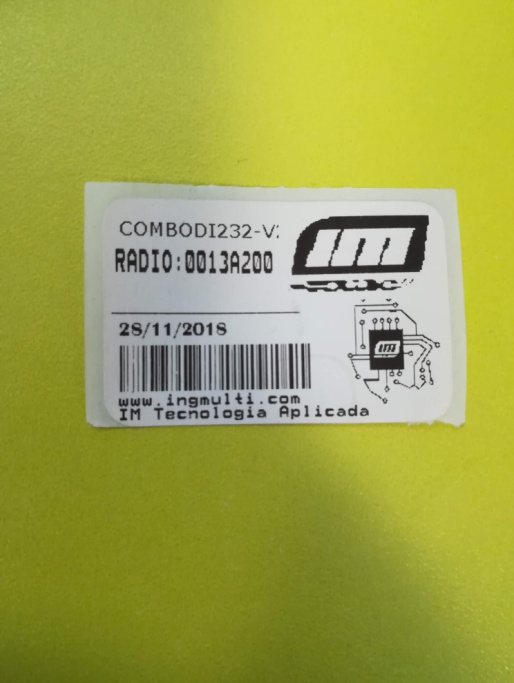 COMBODI232-V
RADIO:0013A200
IM
28/11/2018
www.ingmulti.com
IM Tecnologia Aplicada